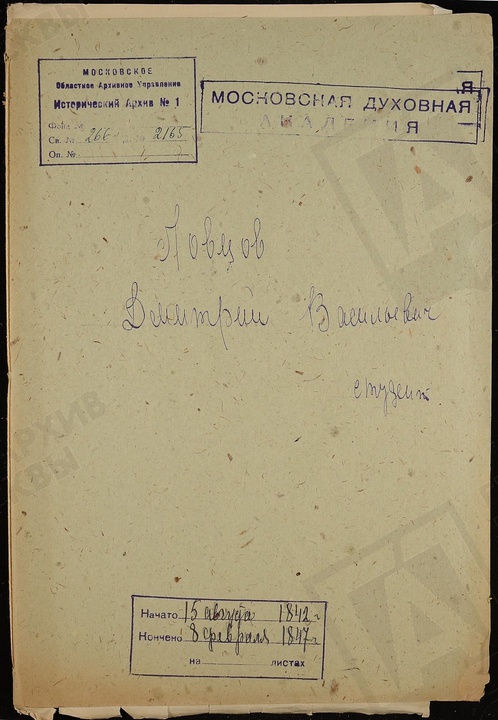 МОСКОВСКОЕ
Областное Архивное Управление
Исторический Архив № 1
Фонд №
Св. № 266 2165
Оп. №
МОСКОВСКАЯ ДУХОВНАЯ
АКАДЕМИЯ
Ловцов
Дмитрий Васильевич
студент
Начато 15 августа 1842 г
Кончено 8 февраля 1847 г
на листах